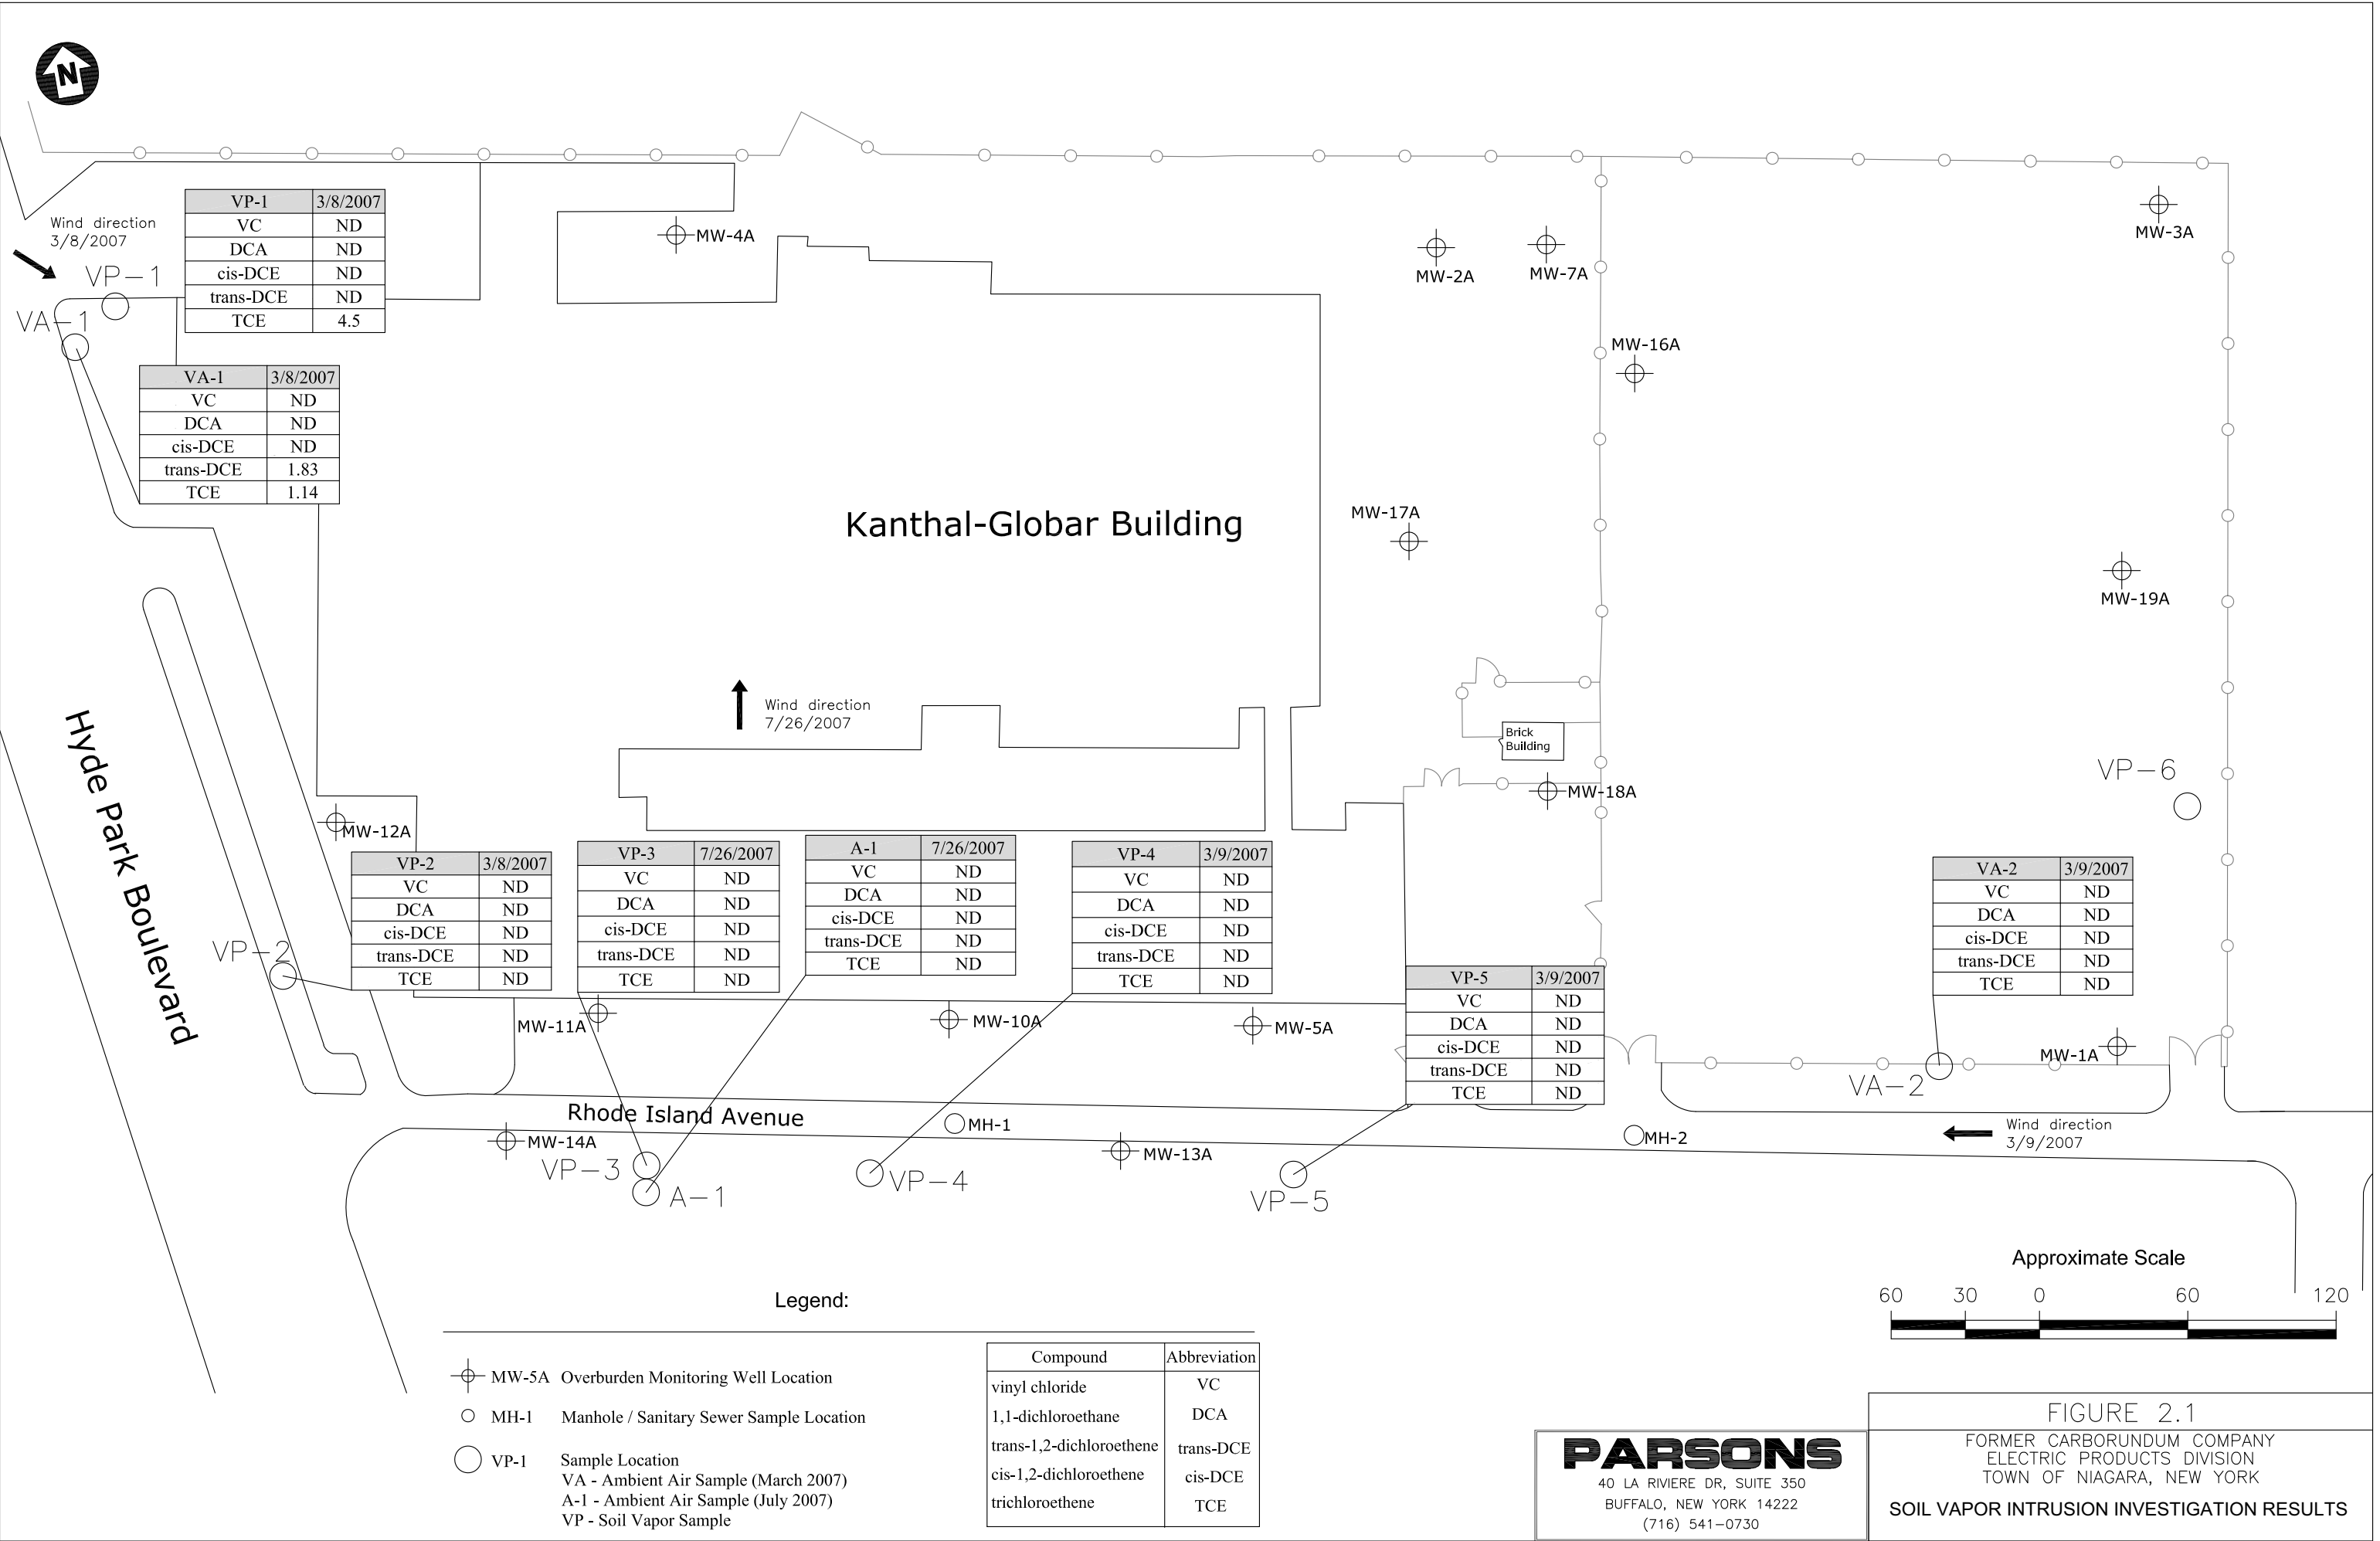 N
Wind direction
3/8/2007
VP-1
VA-1
VP-1 3/8/2007
VC ND
DCA ND
cis-DCE ND
trans-DCE ND
TCE 4.5
VA-1 3/8/2007
VC ND
DCA ND
cis-DCE ND
trans-DCE 1.83
TCE 1.14
MW-4A
MW-2A
MW-7A
MW-3A
MW-16A
MW-17A
MW-19A
Kanthal-Globar Building
Wind direction
7/26/2007
Brick
Building
MW-18A
VP-6
Hyde Park Boulevard
MW-12A
VP-2
VP-2 3/8/2007
VC ND
DCA ND
cis-DCE ND
trans-DCE ND
TCE ND
VP-3 7/26/2007
VC ND
DCA ND
cis-DCE ND
trans-DCE ND
TCE ND
A-1 7/26/2007
VC ND
DCA ND
cis-DCE ND
trans-DCE ND
TCE ND
VP-4 3/9/2007
VC ND
DCA ND
cis-DCE ND
trans-DCE ND
TCE ND
VP-5 3/9/2007
VC ND
DCA ND
cis-DCE ND
trans-DCE ND
TCE ND
VA-2 3/9/2007
VC ND
DCA ND
cis-DCE ND
trans-DCE ND
TCE ND
MW-11A
MW-10A
MW-5A
MW-1A
VA-2
Rhode Island Avenue
MH-1
MH-2
Wind direction
3/9/2007
MW-14A
MW-13A
VP-3
A-1
VP-4
VP-5
Approximate Scale
60 30 0 60 120
Legend:
MW-5A Overburden Monitoring Well Location
MH-1 Manhole / Sanitary Sewer Sample Location
VP-1 Sample Location
VA - Ambient Air Sample (March 2007)
A-1 - Ambient Air Sample (July 2007)
VP - Soil Vapor Sample
Compound Abbreviation
vinyl chloride VC
1,1-dichloroethane DCA
trans-1,2-dichloroethene trans-DCE
cis-1,2-dichloroethene cis-DCE
trichloroethene TCE
PARSONS
40 LA RIVIERE DR, SUITE 350
BUFFALO, NEW YORK 14222
(716) 541-0730
FIGURE 2.1
FORMER CARBORUNDUM COMPANY
ELECTRIC PRODUCTS DIVISION
TOWN OF NIAGARA, NEW YORK
SOIL VAPOR INTRUSION INVESTIGATION RESULTS